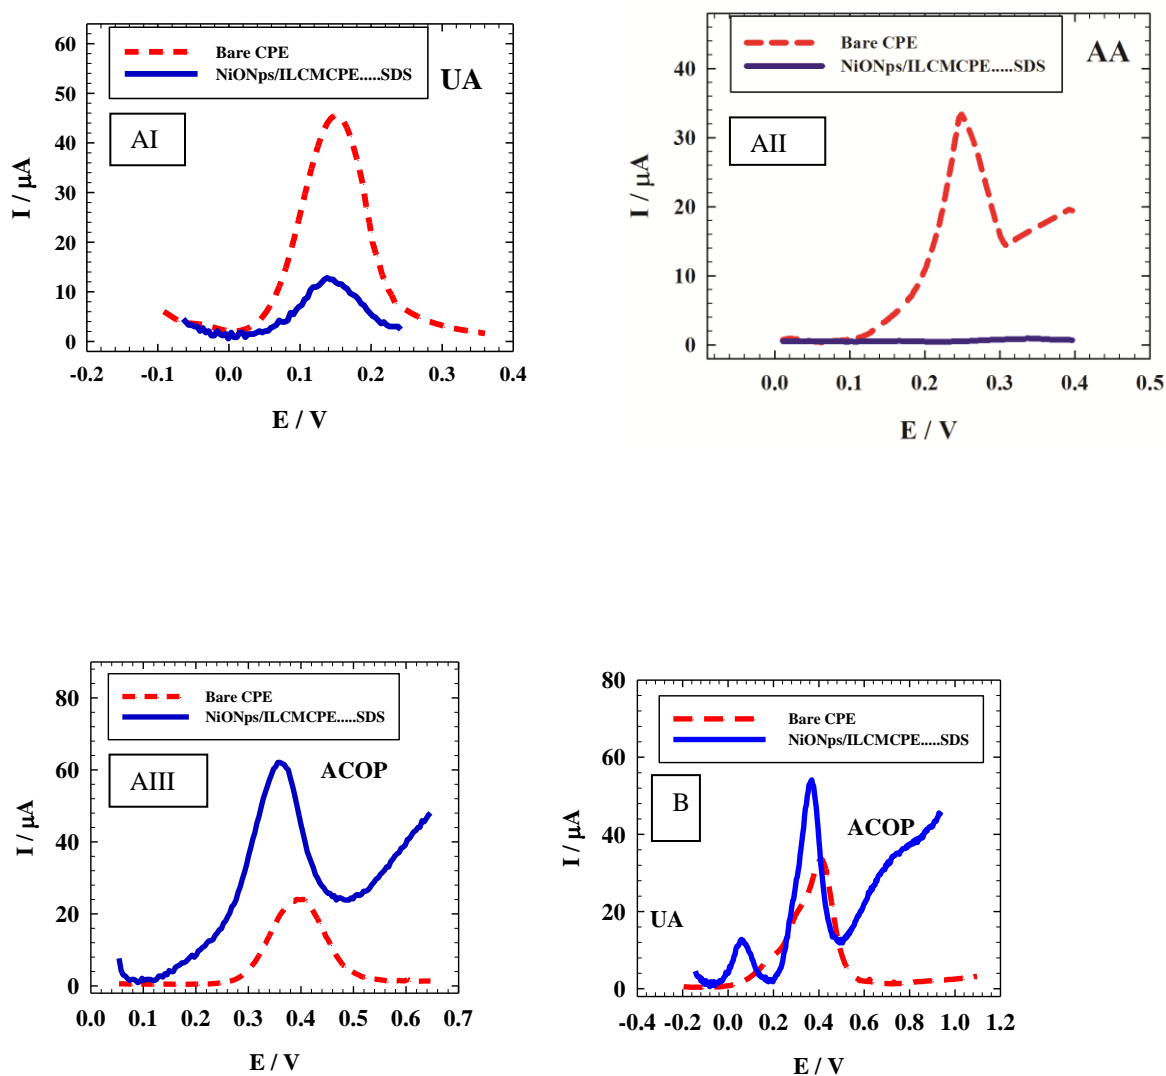 Bare CPE
NiONps/ILCMCPE.....SDS
UA
AI
I / µA
60
50
40
30
20
10
0
-0.2 -0.1 0.0 0.1 0.2 0.3 0.4
E / V
Bare CPE
NiONps/ILCMCPE.....SDS
AA
AII
I / µA
40
30
20
10
0
0.0 0.1 0.2 0.3 0.4 0.5
E / V
Bare CPE
NiONps/ILCMCPE.....SDS
AIII
ACOP
I / µA
80
60
40
20
0
0.0 0.1 0.2 0.3 0.4 0.5 0.6 0.7
E / V
Bare CPE
NiONps/ILCMCPE.....SDS
B
ACOP
UA
I / µA
80
60
40
20
0
-0.4 -0.2 0.0 0.2 0.4 0.6 0.8 1.0 1.2
E / V